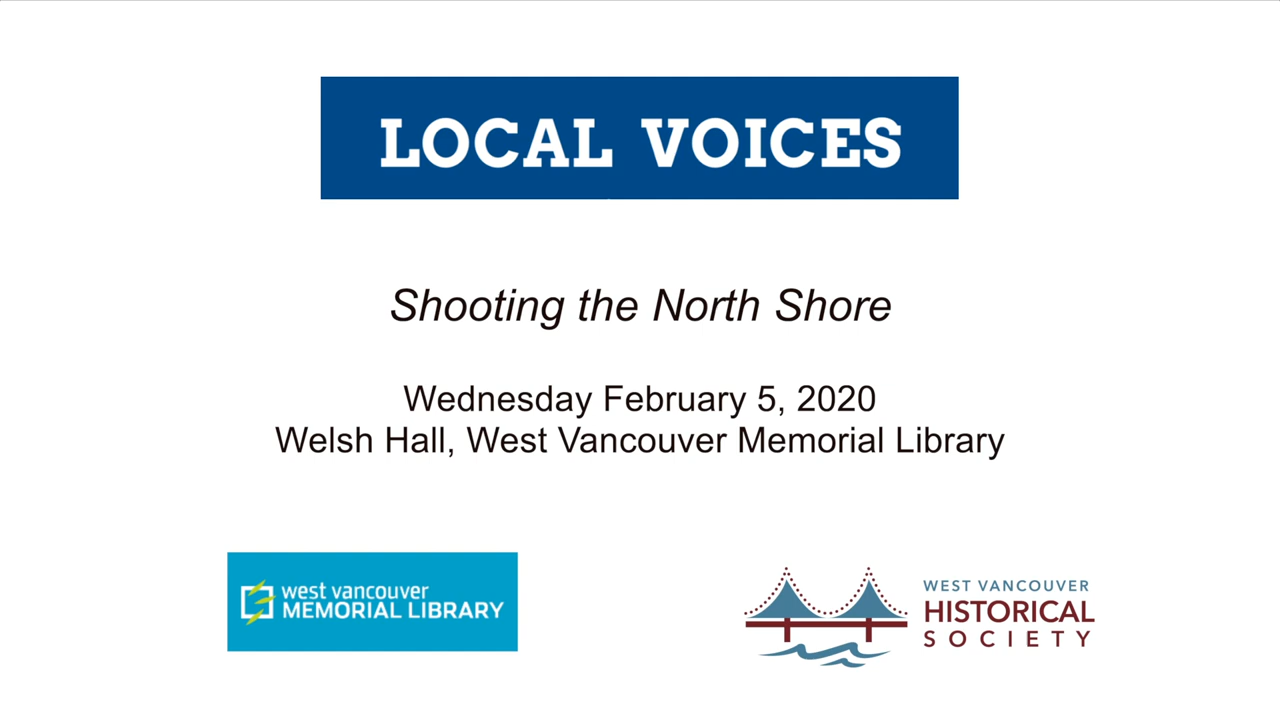 LOCAL VOICES
Shooting the North Shore
Wednesday February 5, 2020
Welsh Hall, West Vancouver Memorial Library
west vancouver
MEMORIAL LIBRARY
WEST VANCOUVER
HISTORICAL
SOCIETY